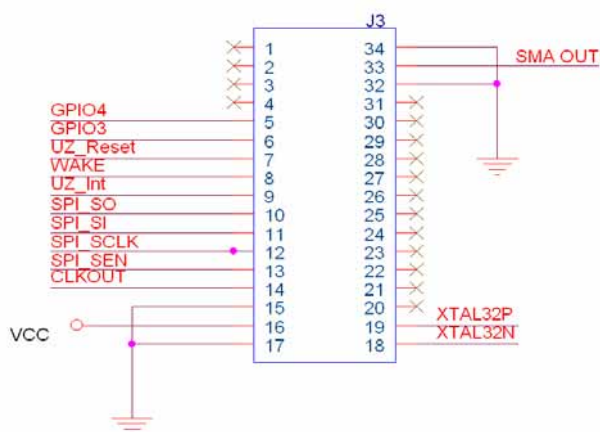 J3
1 34
2 33 SMA OUT
3 32
4 31
GPIO4 5 30
GPIO3 6 29
UZ_Reset 7 28
WAKE 8 27
UZ_Int 9 26
SPI_SO 10 25
SPI_SI 11 24
SPI_SCLK 12 23
SPI_SEN 13 22
CLKOUT 14 21
15 20
VCC 16 19 XTAL32P
17 18 XTAL32N